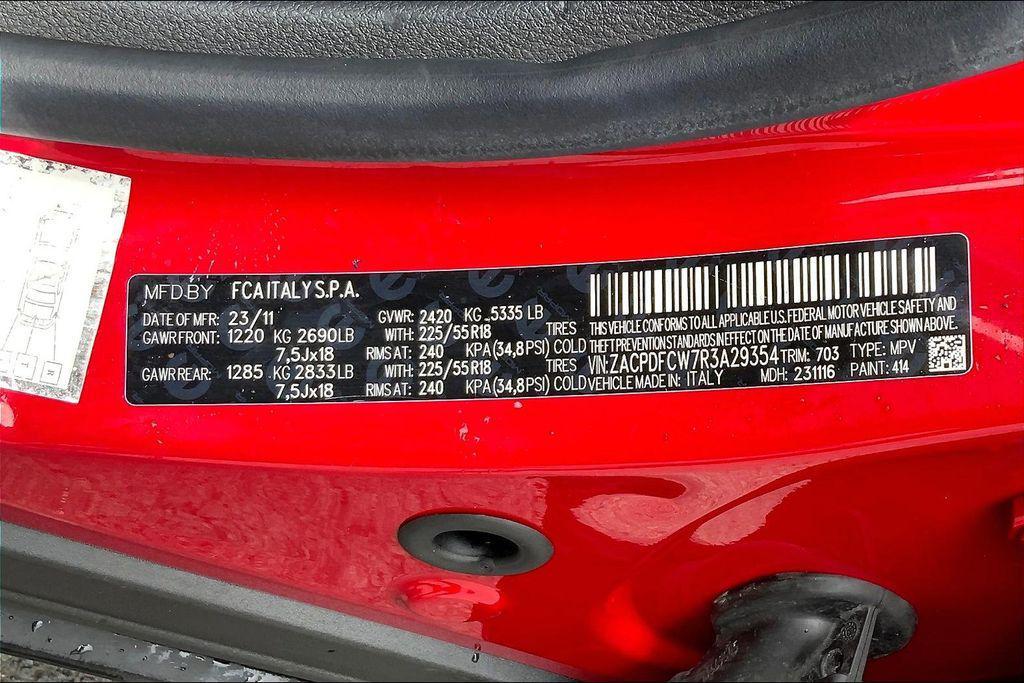 MFD.BY FCA ITALY S.P.A.
DATE OF MFR: 23/11 GVWR: 2420 KG 5335 LB
GAWR FRONT: 1220 KG 2690LB WITH: 225/55 R18 TIRES
7,5Jx18 RIMS AT: 240 KPA(34,8PSI) COLD
GAWR REAR: 1285 KG 2833LB WITH: 225/55 R18 TIRES
7,5Jx18 RIMS AT: 240 KPA(34,8PSI) COLD
THIS VEHICLE CONFORMS TO ALL APPLICABLE U.S. FEDERAL MOTOR VEHICLE SAFETY AND
THEFT PREVENTION STANDARDS IN EFFECT ON THE DATE OF MANUFACTURE SHOWN ABOVE.
VIN: ZACPDFCW7R3A29354 TRIM: 703 TYPE: MPV
VEHICLE MADE IN: ITALY MDH: 231116 PAINT: 414